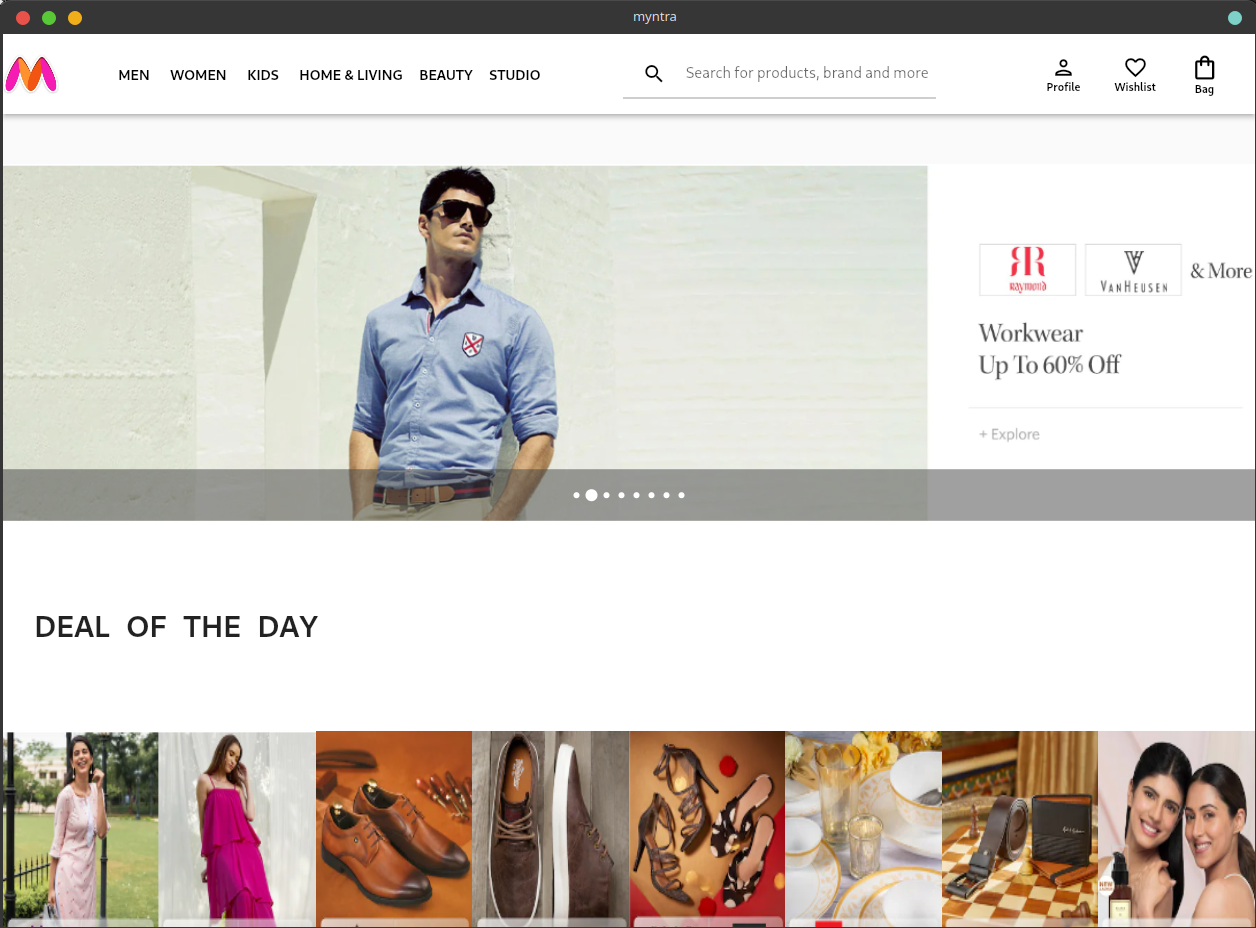 myntra
MEN WOMEN KIDS HOME & LIVING BEAUTY STUDIO
Search for products, brand and more
Profile Wishlist Bag
Raymond VANHEUSEN & More
Workwear
Up To 60% Off
+ Explore
DEAL OF THE DAY
NEW